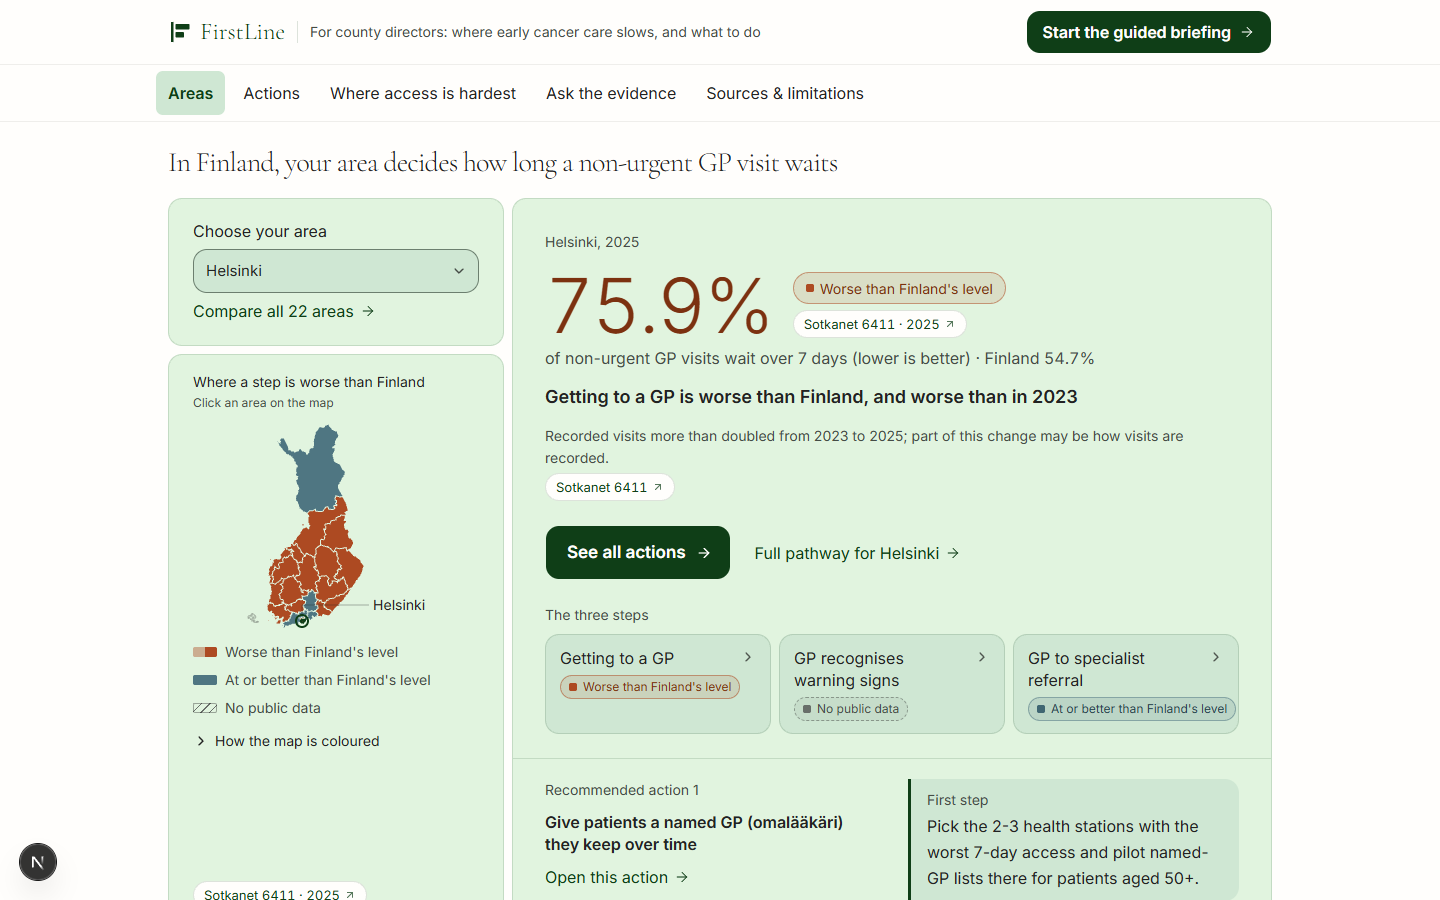 FirstLine
For county directors: where early cancer care slows, and what to do
Start the guided briefing →
Areas
Actions
Where access is hardest
Ask the evidence
Sources & limitations
In Finland, your area decides how long a non-urgent GP visit waits
Choose your area
Helsinki
Compare all 22 areas →
Where a step is worse than Finland
Click an area on the map
Helsinki
Worse than Finland's level
At or better than Finland's level
No public data
How the map is coloured
Sotkanet 6411 · 2025 ↗
Helsinki, 2025
75.9%
Worse than Finland's level
Sotkanet 6411 · 2025 ↗
of non-urgent GP visits wait over 7 days (lower is better) · Finland 54.7%
Getting to a GP is worse than Finland, and worse than in 2023
Recorded visits more than doubled from 2023 to 2025; part of this change may be how visits are
recorded.
Sotkanet 6411 ↗
See all actions →
Full pathway for Helsinki →
The three steps
Getting to a GP
Worse than Finland's level
GP recognises
warning signs
No public data
GP to specialist
referral
At or better than Finland's level
Recommended action 1
Give patients a named GP (omalääkäri)
they keep over time
Open this action →
First step
Pick the 2-3 health stations with the
worst 7-day access and pilot named-
GP lists there for patients aged 50+.
N